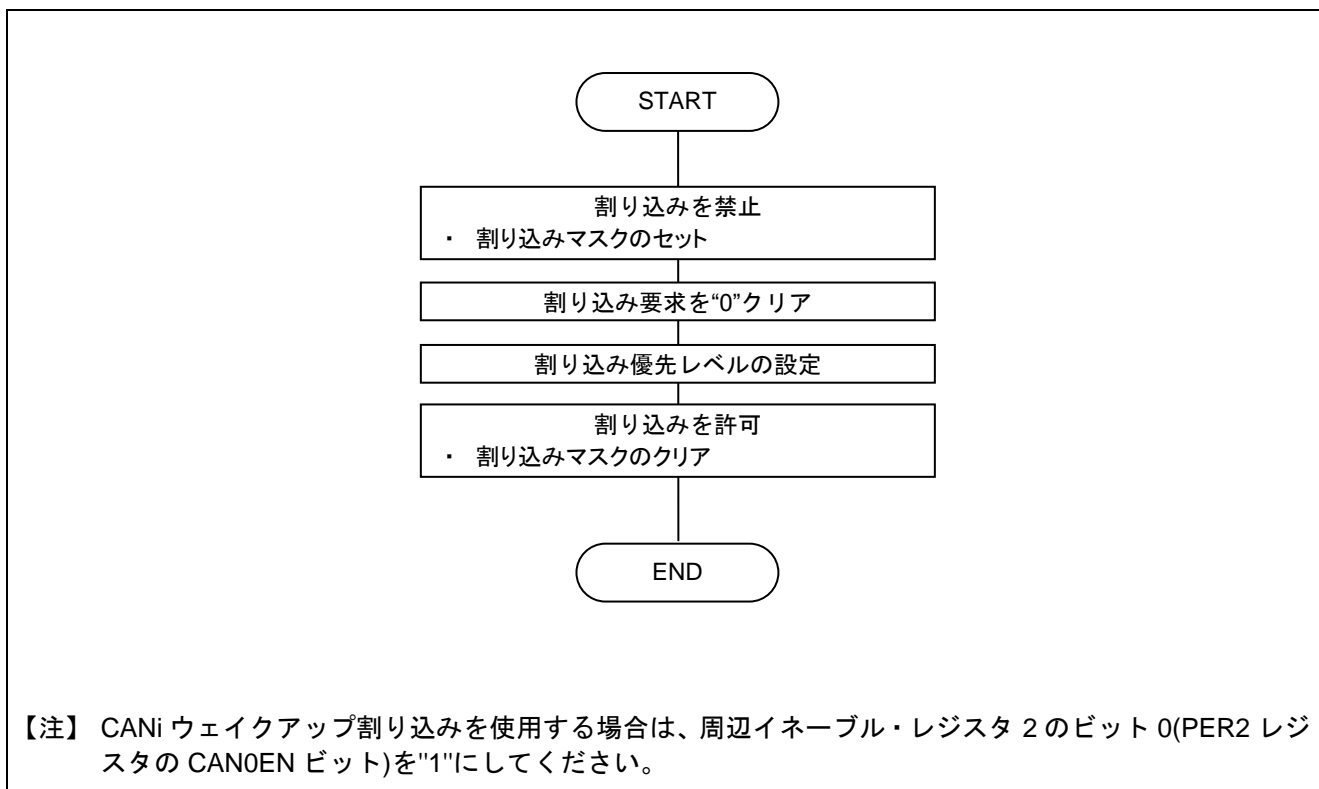 START
割り込みを禁止
・ 割り込みマスクのセット
割り込み要求を“0”クリア
割り込み優先レベルの設定
割り込みを許可
・ 割り込みマスクのクリア
END
【注】 CANi ウェイクアップ割り込みを使用する場合は、周辺イネーブル・レジスタ 2 のビット 0(PER2 レジ
スタの CAN0EN ビット)を"1"にしてください。